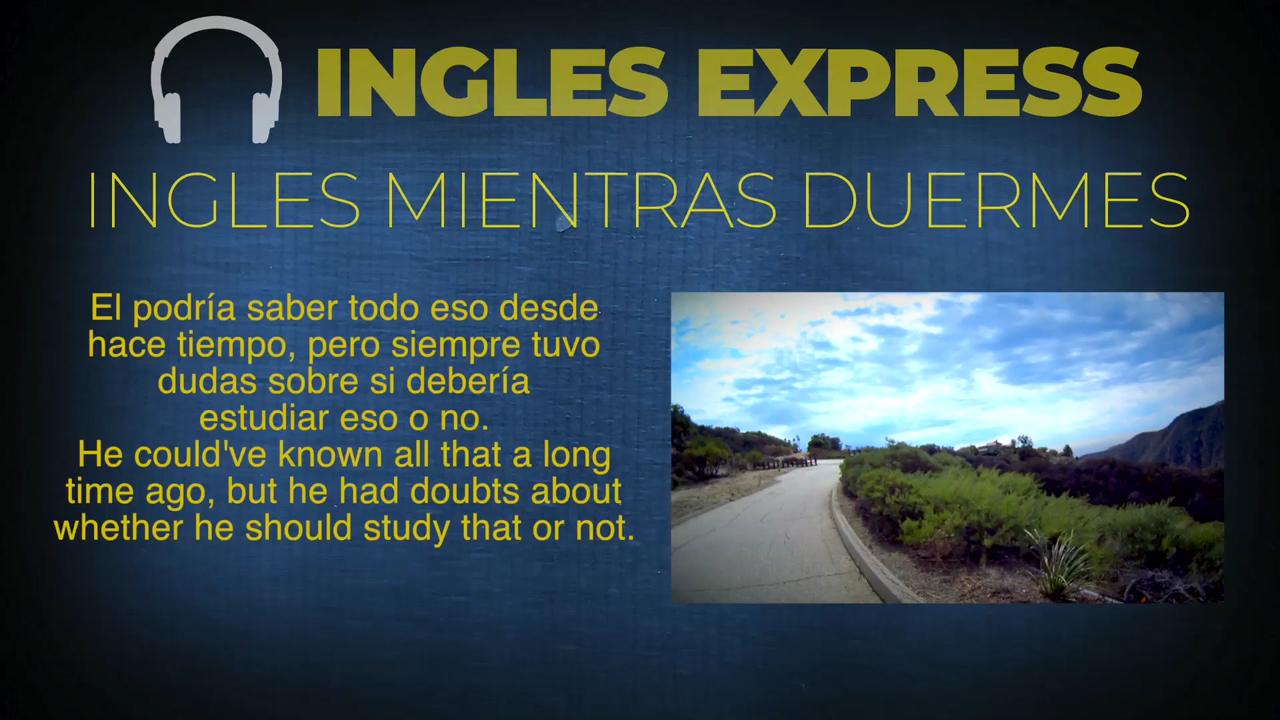 INGLES EXPRESS
INGLES MIENTRAS DUERMES
El podría saber todo eso desde
hace tiempo, pero siempre tuvo
dudas sobre si debería
estudiar eso o no.
He could've known all that a long
time ago, but he had doubts about
whether he should study that or not.